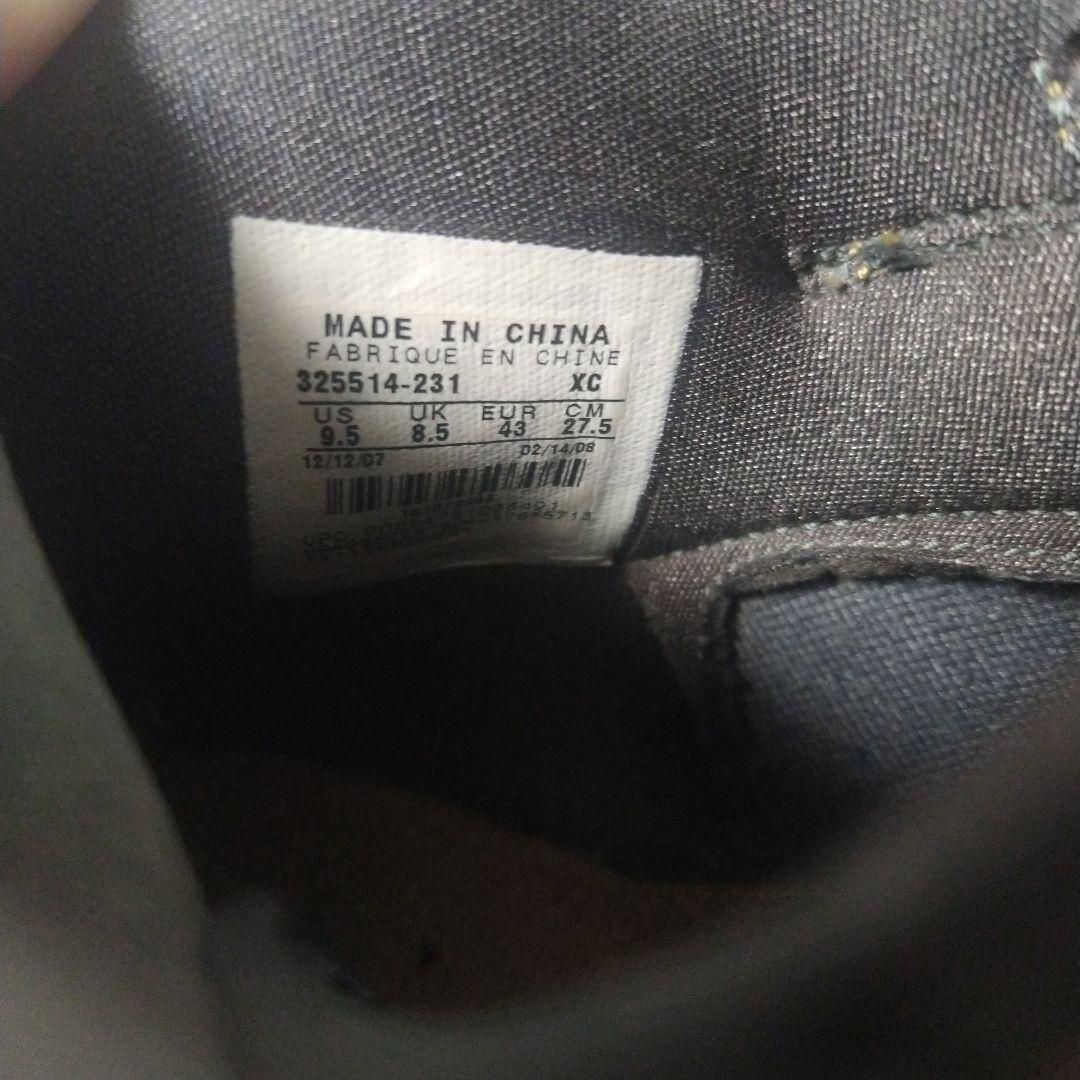 MADE IN CHINA
FABRIQUE EN CHINE
325514-231 XC
US UK EUR CM
9.5 8.5 43 27.5
12/12/07 02/14/08